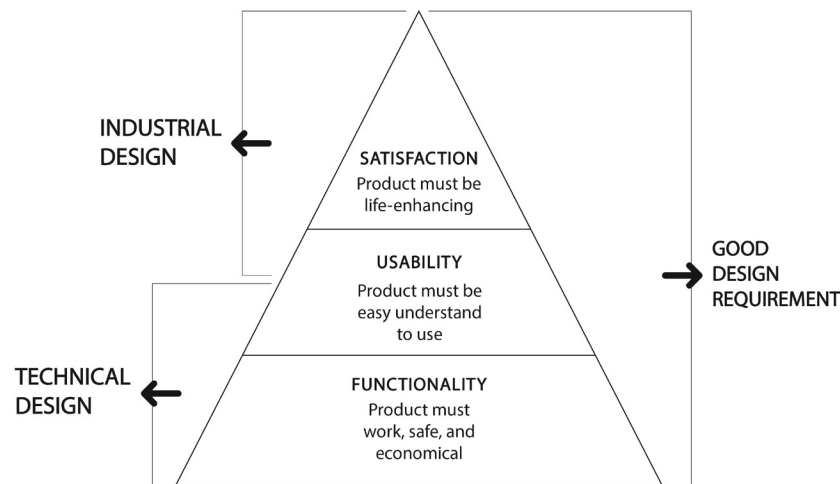 INDUSTRIAL
DESIGN
SATISFACTION
Product must be
life-enhancing
USABILITY
Product must be
easy understand
to use
GOOD
DESIGN
REQUIREMENT
TECHNICAL
DESIGN
FUNCTIONALITY
Product must
work, safe, and
economical